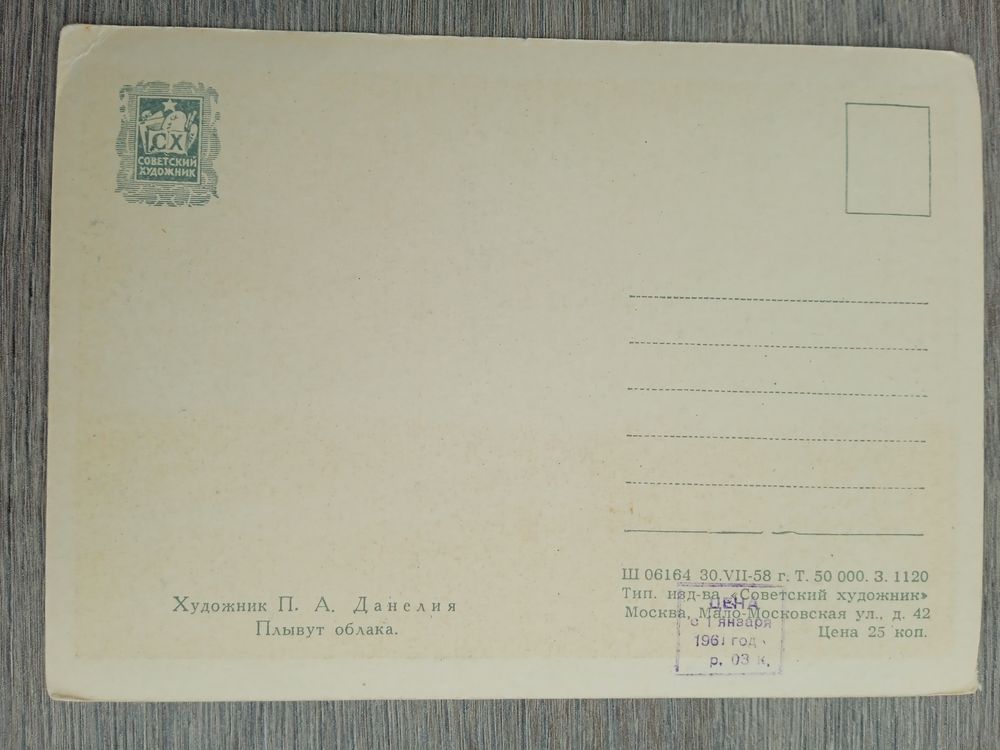 СХ
СОВЕТСКИЙ
ХУДОЖНИК
Художник П. А. Данелия
Плывут облака.
Ш 06164 30.VII-58 г. Т. 50 000. З. 1120
Тип. изд-ва «Советский художник»
Москва, Мало-Московская ул., д. 42
Цена 25 коп.
ЦЕНА
с 1 января
1961 год
р. 03 к.